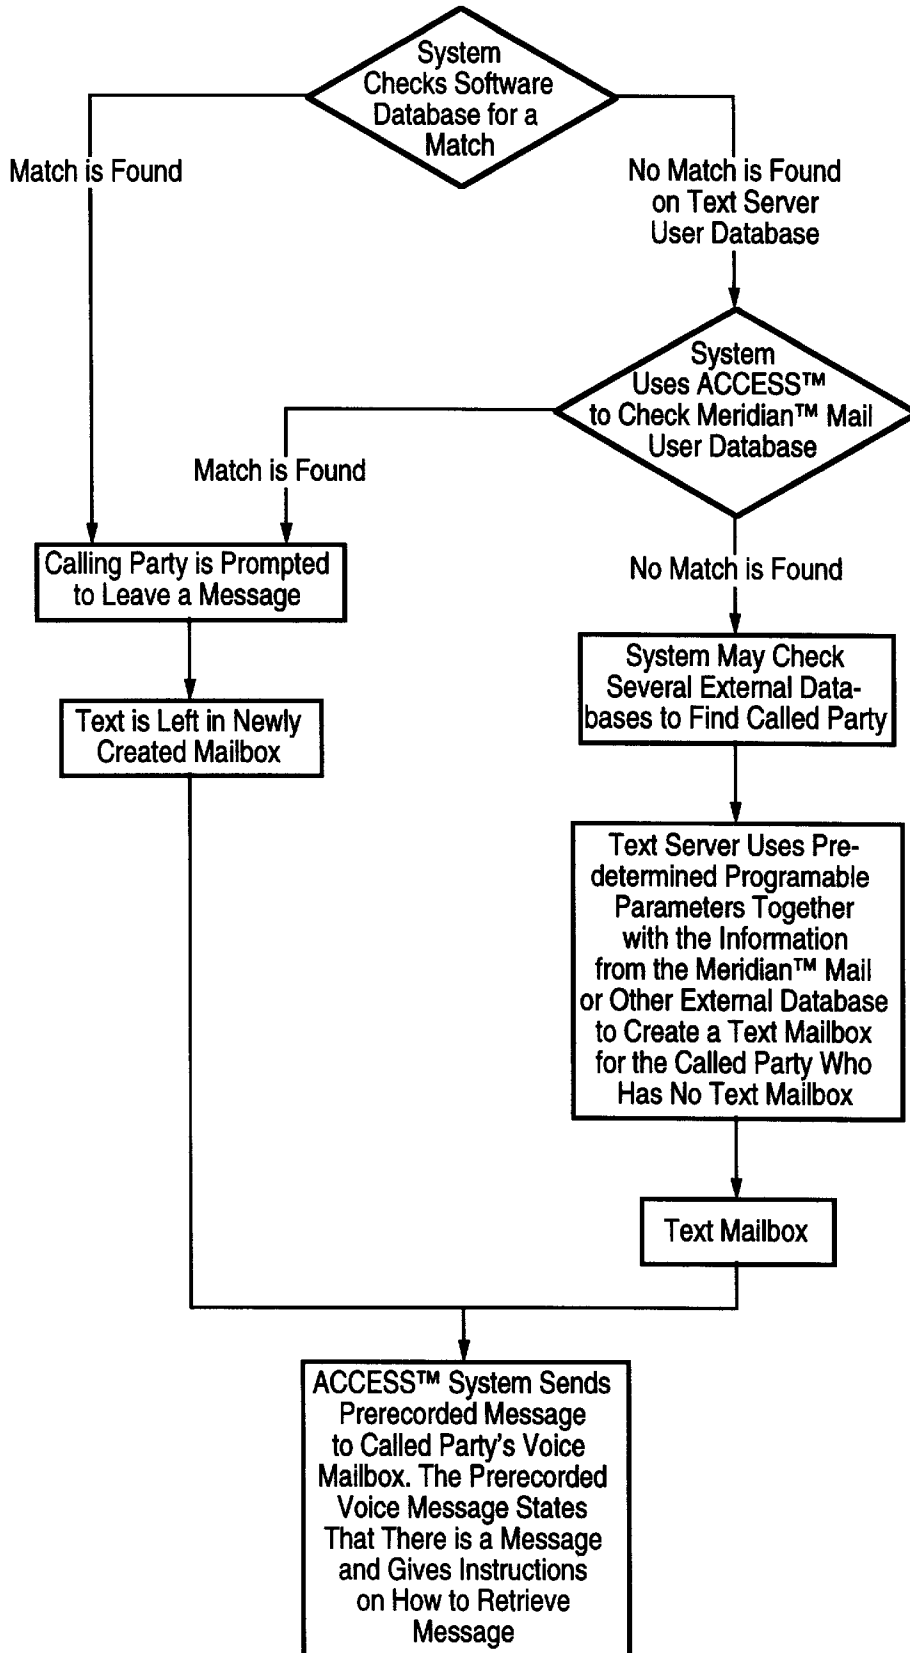 System
Checks Software
Database for a
Match
Match is Found
No Match is Found
on Text Server
User Database
System
Uses ACCESS™
to Check Meridian™ Mail
User Database
Match is Found
No Match is Found
Calling Party is Prompted
to Leave a Message
System May Check
Several External Data-
bases to Find Called Party
Text is Left in Newly
Created Mailbox
Text Server Uses Pre-
determined Programable
Parameters Together
with the Information
from the Meridian™ Mail
or Other External Database
to Create a Text Mailbox
for the Called Party Who
Has No Text Mailbox
Text Mailbox
ACCESS™ System Sends
Prerecorded Message
to Called Party's Voice
Mailbox. The Prerecorded
Voice Message States
That There is a Message
and Gives Instructions
on How to Retrieve
Message